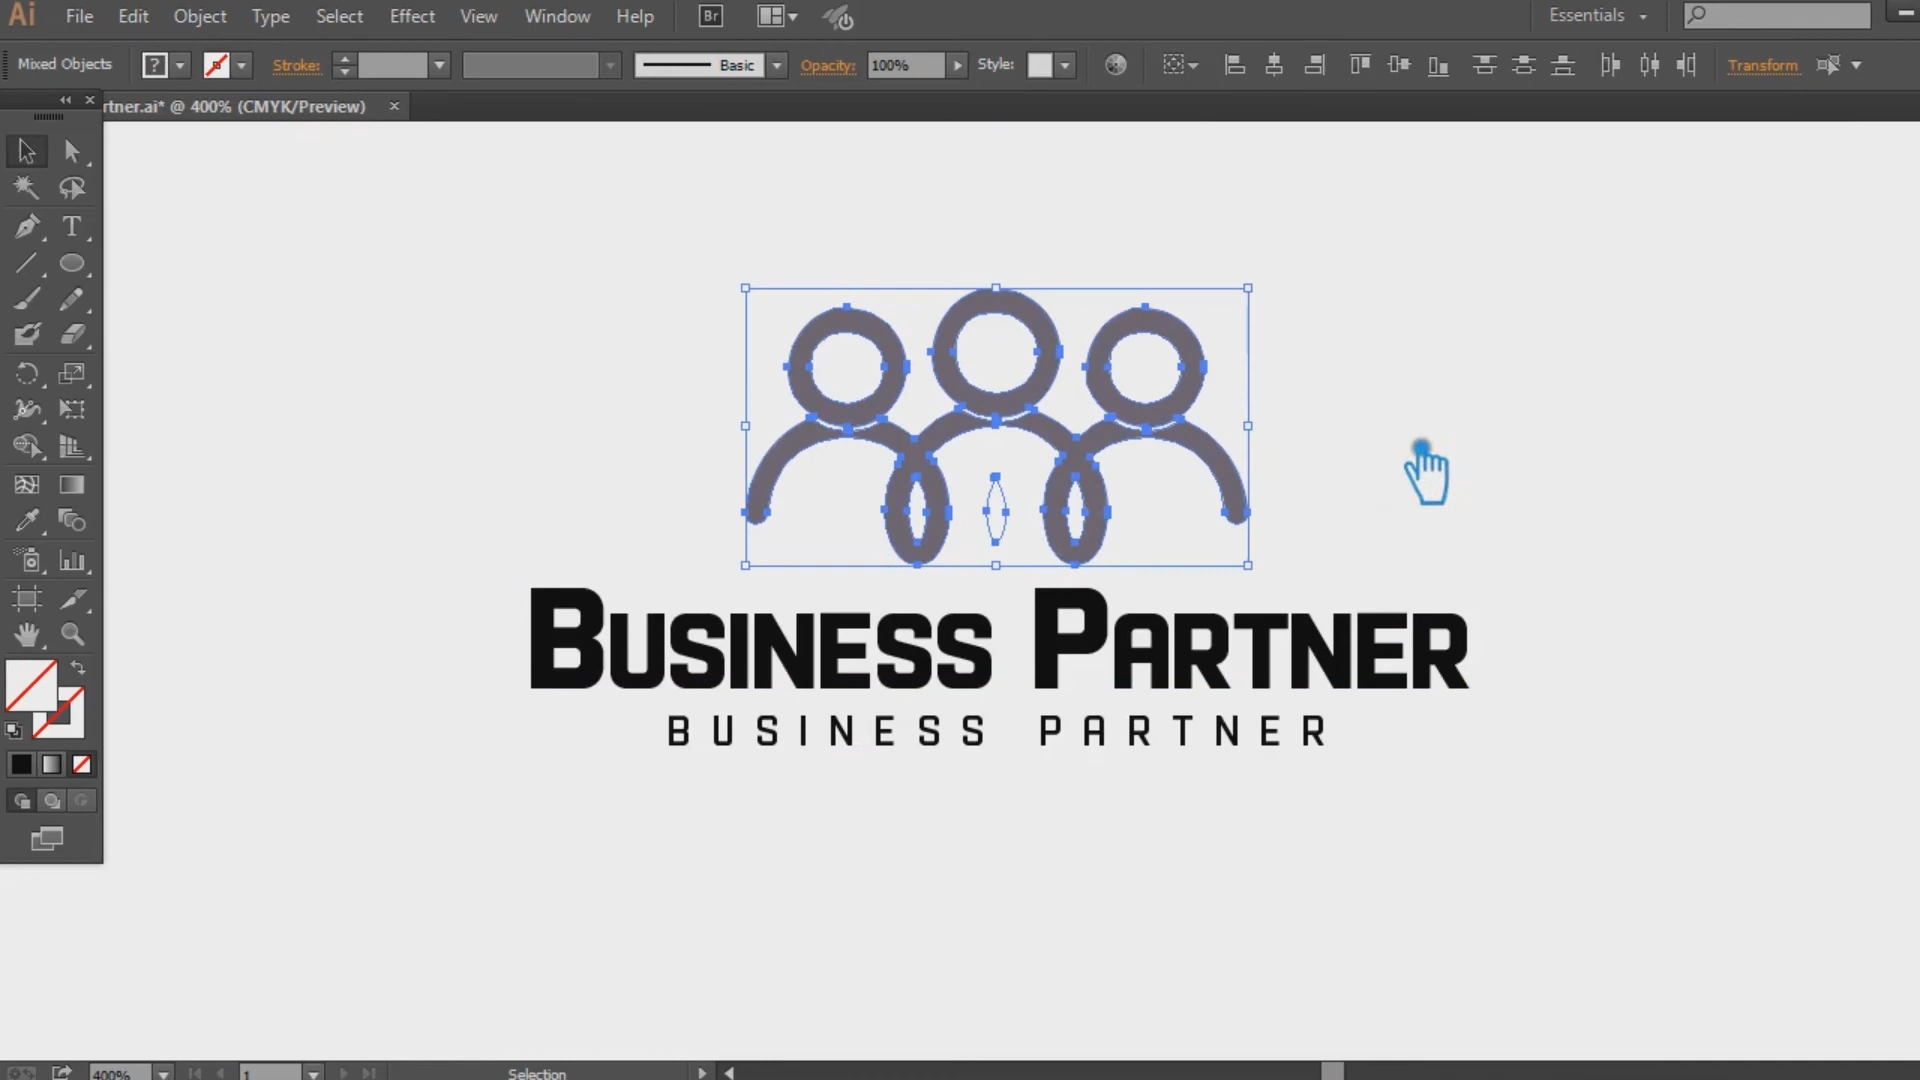 Ai File Edit Object Type Select Effect View Window Help Br Essentials
Mixed Objects ? Stroke: Basic Opacity: 100% Style: Transform
rtner.ai* @ 400% (CMYK/Preview)
T
BUSINESS PARTNER
BUSINESS PARTNER
400% 1 Selection